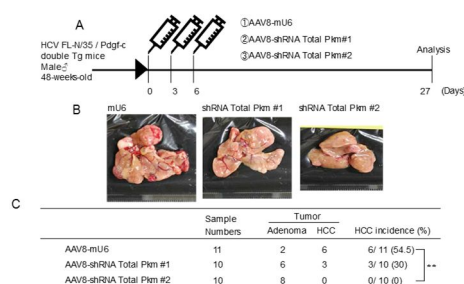 A
HCV FL-N/35 / Pdgf-c
double Tg mice
Male♂
48-weeks-old
①AAV8-mU6
②AAV8-shRNA Total Pkm#1
③AAV8-shRNA Total Pkm#2
Analysis
0 3 6 27 (Days)
B
mU6 shRNA Total Pkm #1 shRNA Total Pkm #2
C
Sample Numbers Tumor HCC incidence (%)
Adenoma HCC
AAV8-mU6 11 2 6 6/ 11 (54.5)
AAV8-shRNA Total Pkm #1 10 6 3 3/ 10 (30)
AAV8-shRNA Total Pkm #2 10 8 0 0/ 10 (0)
**